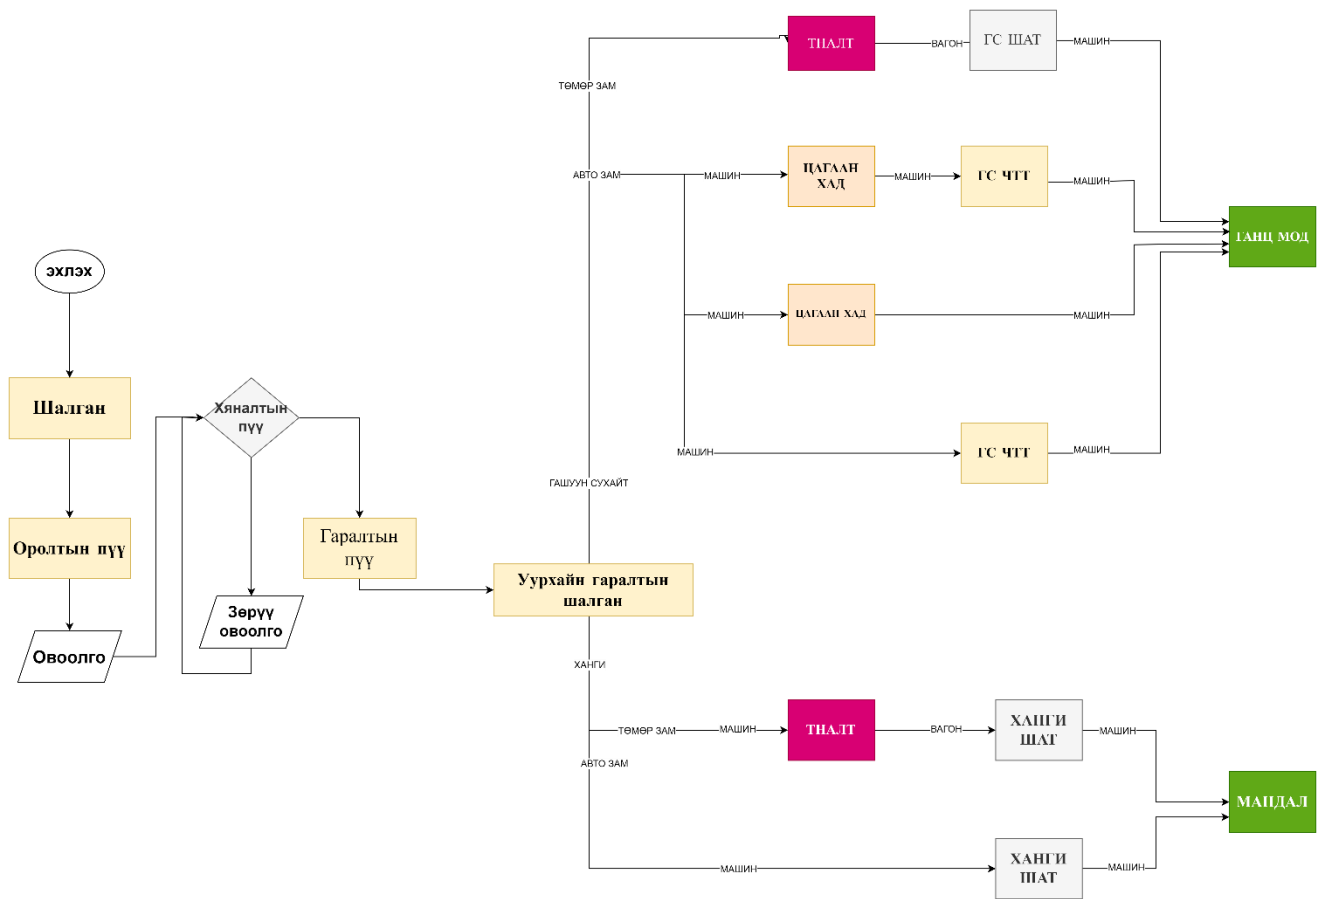 эхлэх
Шалган
Оролтын пүү
Овоолго
Хяналтын
пүү
Зөрүү
овоолго
Гаралтын
пүү
Уурхайн гаралтын
шалган
ГАШУУН СУХАЙТ
ТӨМӨР ЗАМ
ТНАЛТ
ВАГОН
ГС ШАТ
МАШИН
АВТО ЗАМ
МАШИН
ЦАГААН
ХАД
МАШИН
ГС ЧТТ
МАШИН
МАШИН
ЦАГААН ХАД
МАШИН
МАШИН
ГС ЧТТ
МАШИН
ГАНЦ МОД
ХАНГИ
ТӨМӨР ЗАМ
МАШИН
ТНАЛТ
ВАГОН
ХАНГИ
ШАТ
МАШИН
АВТО ЗАМ
МАШИН
ХАНГИ
ШАТ
МАШИН
МАНДАЛ